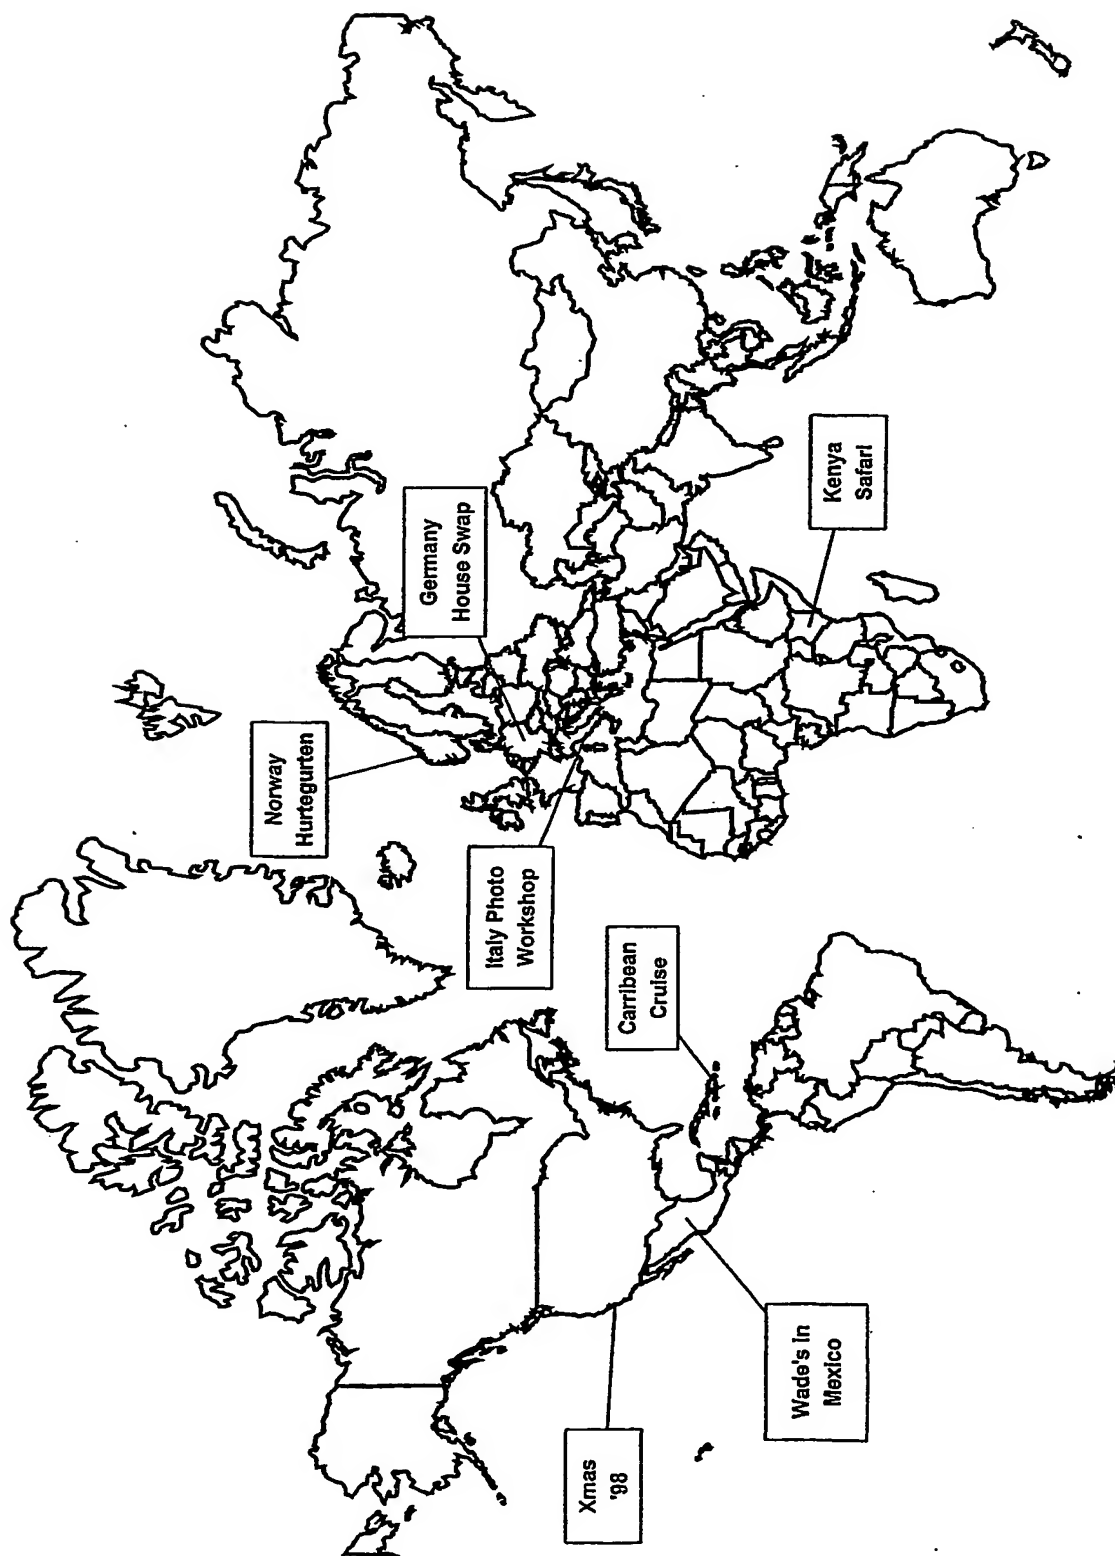 Norway
Hurtegurten
Germany
House Swap
Italy Photo
Workshop
Carribean
Cruise
Kenya
Safari
Xmas
'98
Wade's in
Mexico